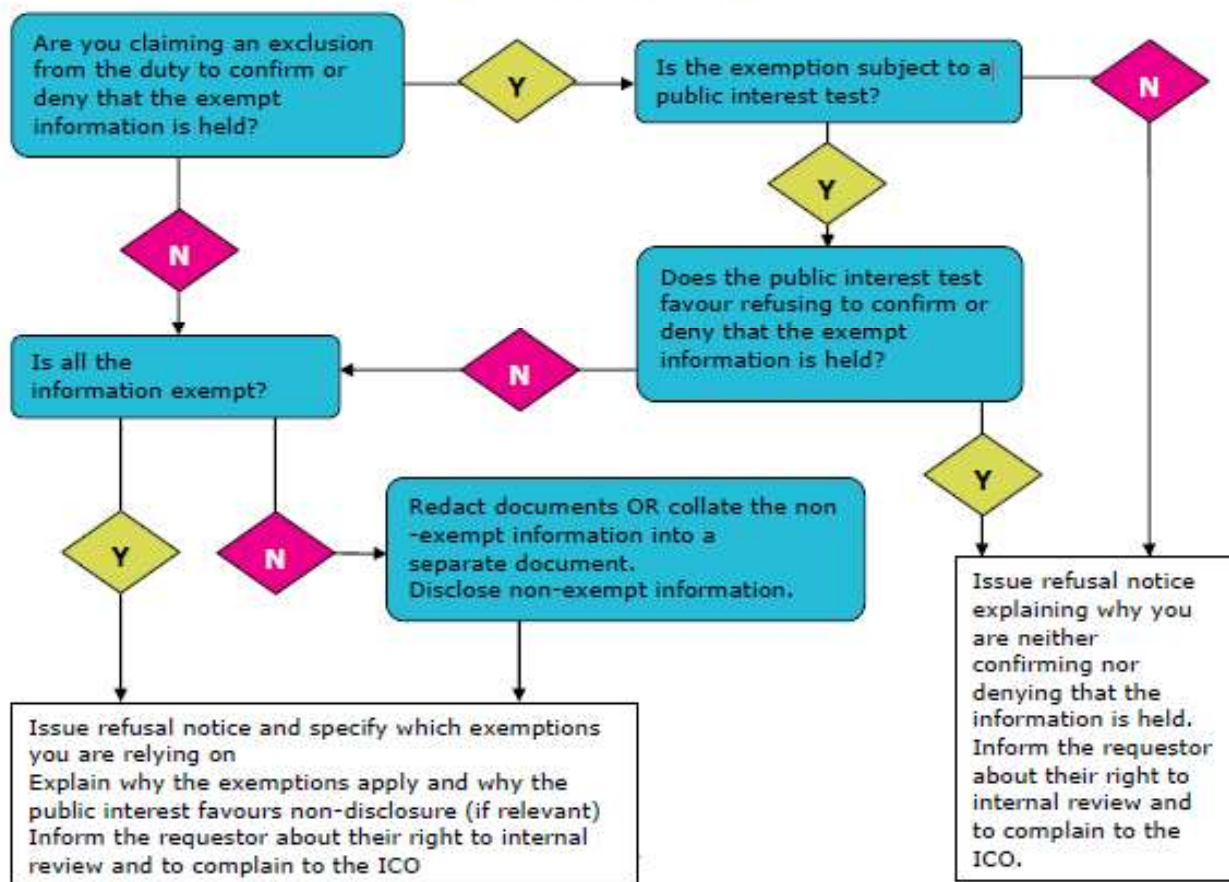 Are you claiming an exclusion
from the duty to confirm or
deny that the exempt
information is held?
Y
Is the exemption subject to a
public interest test?
N
Y
N
Does the public interest test
favour refusing to confirm or
deny that the exempt
information is held?
N
Is all the
information exempt?
Y
Y
N
Redact documents OR collate the non
-exempt information into a
separate document.
Disclose non-exempt information.
Issue refusal notice
explaining why you
are neither
confirming nor
denying that the
information is held.
Inform the requestor
about their right to
internal review and
to complain to the
ICO.
Issue refusal notice and specify which exemptions
you are relying on
Explain why the exemptions apply and why the
public interest favours non-disclosure (if relevant)
Inform the requestor about their right to internal
review and to complain to the ICO